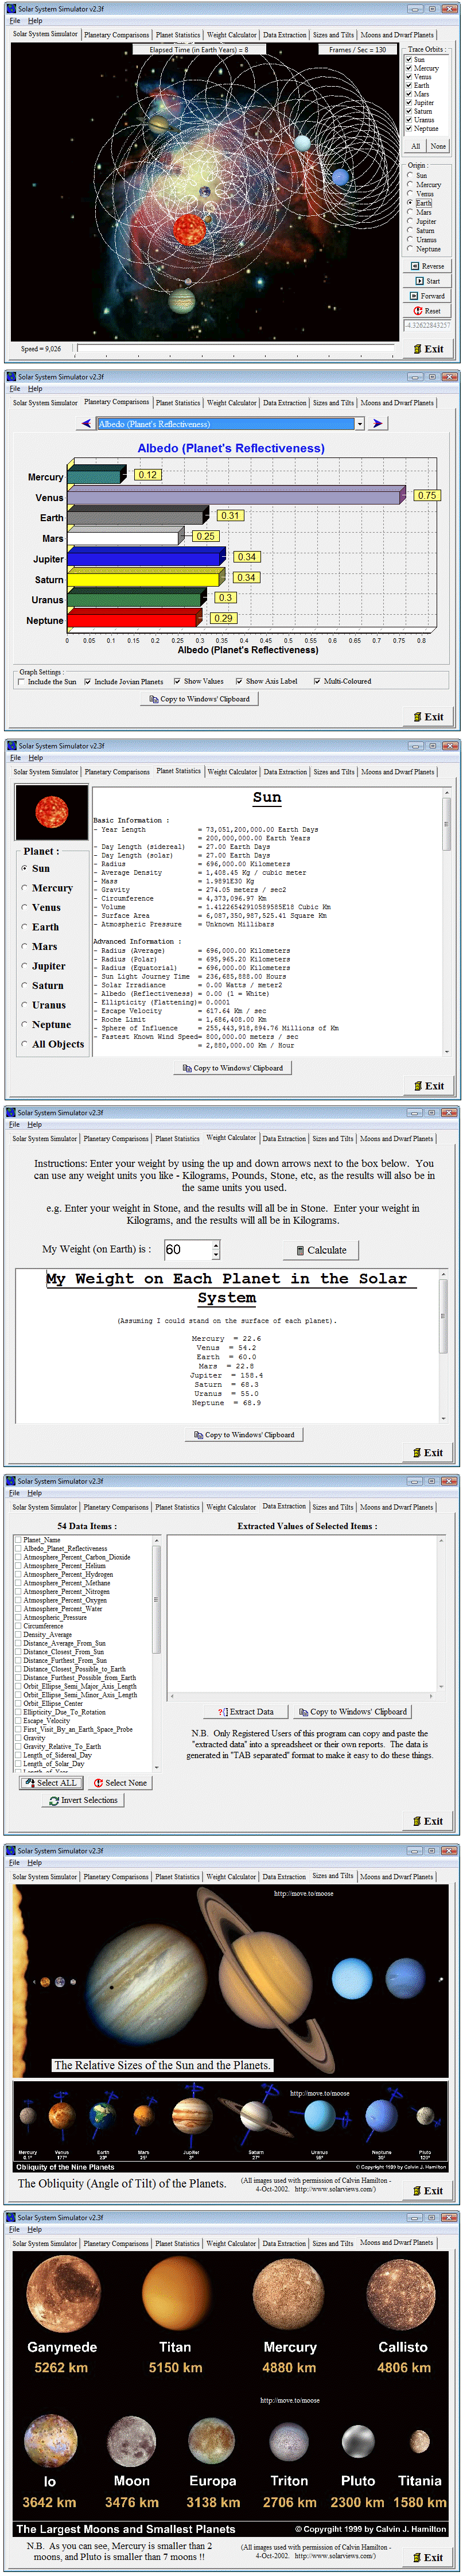 Solar System Simulator v2.3f
File Help
Solar System Simulator Planetary Comparisons Planet Statistics Weight Calculator Data Extraction Sizes and Tilts Moons and Dwarf Planets
Elapsed Time (in Earth Years) = 8
Frames / Sec = 130
Trace Orbits :
Sun
Mercury
Venus
Earth
Mars
Jupiter
Saturn
Uranus
Neptune
All None
Origin :
Sun
Mercury
Venus
Earth
Mars
Jupiter
Saturn
Uranus
Neptune
Reverse
Start
Forward
Reset
-4.32622843257
Speed = 9,026
Exit
Solar System Simulator v2.3f
File Help
Solar System Simulator Planetary Comparisons Planet Statistics Weight Calculator Data Extraction Sizes and Tilts Moons and Dwarf Planets
Albedo (Planet's Reflectiveness)
Albedo (Planet's Reflectiveness)
Mercury 0.12
Venus 0.75
Earth 0.31
Mars 0.25
Jupiter 0.34
Saturn 0.34
Uranus 0.3
Neptune 0.29
0 0.05 0.1 0.15 0.2 0.25 0.3 0.35 0.4 0.45 0.5 0.55 0.6 0.65 0.7 0.75 0.8
Albedo (Planet's Reflectiveness)
Graph Settings :
Include the Sun Include Jovian Planets Show Values Show Axis Label Multi-Coloured
Copy to Windows' Clipboard
Exit
Solar System Simulator v2.3f
File Help
Solar System Simulator Planetary Comparisons Planet Statistics Weight Calculator Data Extraction Sizes and Tilts Moons and Dwarf Planets
Planet :
Sun
Mercury
Venus
Earth
Mars
Jupiter
Saturn
Uranus
Neptune
All Objects
Sun
Basic Information :
- Year Length = 73,051,200,000.00 Earth Days
= 200,000,000.00 Earth Years
- Day Length (sidereal) = 27.00 Earth Days
- Day Length (solar) = 27.00 Earth Days
- Radius = 696,000.00 Kilometers
- Average Density = 1,408.45 Kg / cubic meter
- Mass = 1.9891E30 Kg
- Gravity = 274.05 meters / sec2
- Circumference = 4,373,096.97 Km
- Volume = 1.41226542910589585E18 Cubic Km
- Surface Area = 6,087,350,987,525.41 Square Km
- Atmospheric Pressure = Unknown Millibars
Advanced Information :
- Radius (Average) = 696,000.00 Kilometers
- Radius (Polar) = 695,965.20 Kilometers
- Radius (Equatorial) = 696,000.00 Kilometers
- Sun Light Journey Time = 236,685,888.00 Hours
- Solar Irradiance = 0.00 Watts / meter2
- Albedo (Reflectiveness) = 0.00 (1 = White)
- Ellipticity (Flattening)= 0.0001
- Escape Velocity = 617.64 Km / sec
- Roche Limit = 1,686,408.00 Km
- Sphere of Influence = 255,443,918,894.76 Millions of Km
- Fastest Known Wind Speed= 800,000.00 meters / sec
= 2,880,000.00 Km / Hour
Copy to Windows' Clipboard
Exit
Solar System Simulator v2.3f
File Help
Solar System Simulator Planetary Comparisons Planet Statistics Weight Calculator Data Extraction Sizes and Tilts Moons and Dwarf Planets
Instructions: Enter your weight by using the up and down arrows next to the box below. You
can use any weight units you like - Kilograms, Pounds, Stone, etc, as the results will also be in
the same units you used.
e.g. Enter your weight in Stone, and the results will all be in Stone. Enter your weight in
Kilograms, and the results will all be in Kilograms.
My Weight (on Earth) is : 60 Calculate
My Weight on Each Planet in the Solar
System
(Assuming I could stand on the surface of each planet).
Mercury = 22.6
Venus = 54.2
Earth = 60.0
Mars = 22.8
Jupiter = 158.4
Saturn = 68.3
Uranus = 55.0
Neptune = 68.9
Copy to Windows' Clipboard
Exit
Solar System Simulator v2.3f
File Help
Solar System Simulator Planetary Comparisons Planet Statistics Weight Calculator Data Extraction Sizes and Tilts Moons and Dwarf Planets
54 Data Items :
Planet_Name
Albedo_Planet_Reflectiveness
Atmosphere_Percent_Carbon_Dioxide
Atmosphere_Percent_Helium
Atmosphere_Percent_Hydrogen
Atmosphere_Percent_Methane
Atmosphere_Percent_Nitrogen
Atmosphere_Percent_Oxygen
Atmosphere_Percent_Water
Atmospheric_Pressure
Circumference
Density_Average
Distance_Average_From_Sun
Distance_Closest_From_Sun
Distance_Furthest_From_Sun
Distance_Closest_Possible_to_Earth
Distance_Furthest_Possible_from_Earth
Orbit_Ellipse_Semi_Major_Axis_Length
Orbit_Ellipse_Semi_Minor_Axis_Length
Orbit_Ellipse_Center
Ellipticity_Due_To_Rotation
Escape_Velocity
First_Visit_By_an_Earth_Space_Probe
Gravity
Gravity_Relative_To_Earth
Length_of_Sidereal_Day
Length_of_Solar_Day
Length_of_Year
Select ALL Select None
Invert Selections
Extracted Values of Selected Items :
Extract Data Copy to Windows' Clipboard
N.B. Only Registered Users of this program can copy and paste the
"extracted data" into a spreadsheet or their own reports. The data is
generated in "TAB separated" format to make it easy to do these things.
Exit
Solar System Simulator v2.3f
File Help
Solar System Simulator Planetary Comparisons Planet Statistics Weight Calculator Data Extraction Sizes and Tilts Moons and Dwarf Planets
http://move.to/moose
The Relative Sizes of the Sun and the Planets.
http://move.to/moose
Mercury Venus Earth Mars Jupiter Saturn Uranus Neptune Pluto
0.1° 177° 23° 25° 3° 27° 98° 30° 120°
Obliquity of the Nine Planets
© Copyright 1999 by Calvin J. Hamilton
The Obliquity (Angle of Tilt) of the Planets.
(All images used with permission of Calvin Hamilton -
4-Oct-2002. http://www.solarviews.com/)
Exit
Solar System Simulator v2.3f
File Help
Solar System Simulator Planetary Comparisons Planet Statistics Weight Calculator Data Extraction Sizes and Tilts Moons and Dwarf Planets
Ganymede Titan Mercury Callisto
5262 km 5150 km 4880 km 4806 km
http://move.to/moose
Io Moon Europa Triton Pluto Titania
3642 km 3476 km 3138 km 2706 km 2300 km 1580 km
The Largest Moons and Smallest Planets
© Copyright 1999 by Calvin J. Hamilton
N.B. As you can see, Mercury is smaller than 2
moons, and Pluto is smaller than 7 moons !!
(All images used with permission of Calvin Hamilton -
4-Oct-2002. http://www.solarviews.com/)
Exit